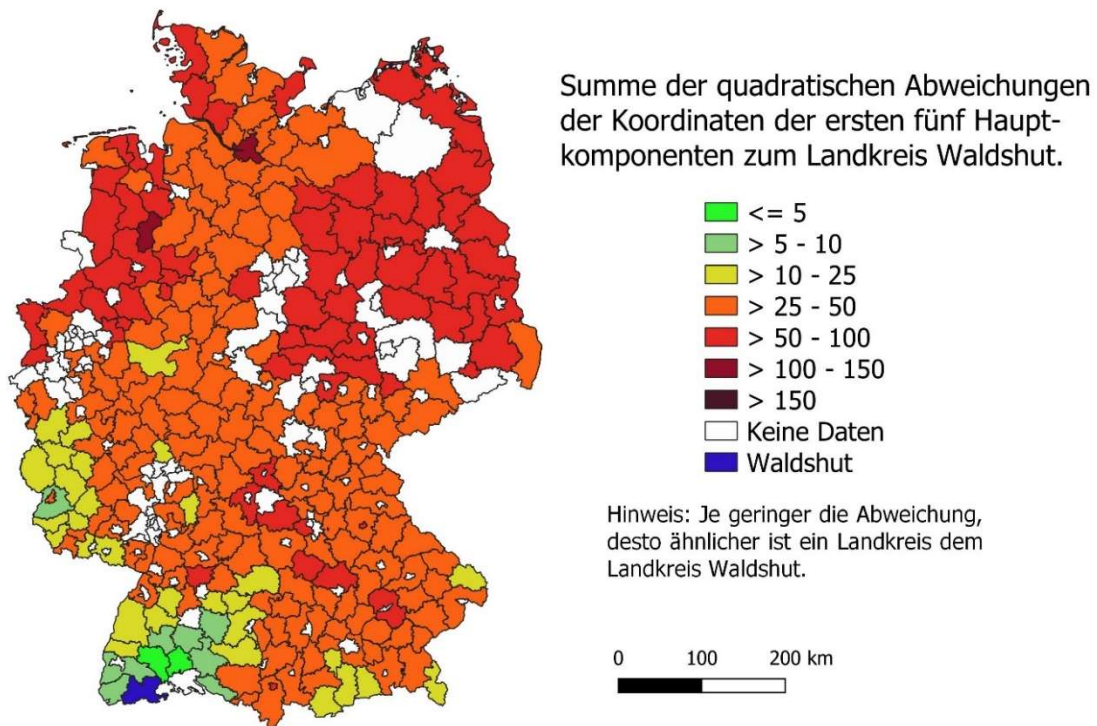 Summe der quadratischen Abweichungen
der Koordinaten der ersten fünf Haupt-
komponenten zum Landkreis Waldshut.
<= 5
> 5 - 10
> 10 - 25
> 25 - 50
> 50 - 100
> 100 - 150
> 150
Keine Daten
Waldshut
Hinweis: Je geringer die Abweichung,
desto ähnlicher ist ein Landkreis dem
Landkreis Waldshut.
0 100 200 km